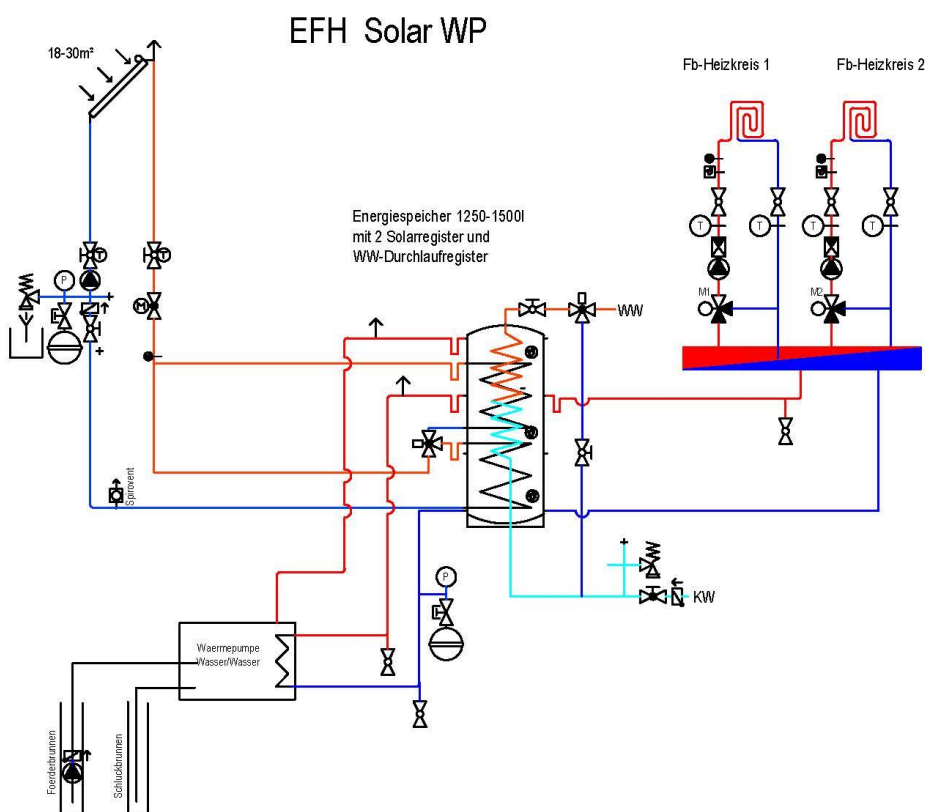 EFH Solar WP
18-30m²
Fb-Heizkreis 1
Fb-Heizkreis 2
Energiespeicher 1250-1500l
mit 2 Solarregister und
WW-Durchlaufregister
T
T
T
T
T
T
P
M
M1
M2
WW
Spirovent
P
KW
Waermepumpe
Wasser/Wasser
Foerderbrunnen
Schluckbrunnen